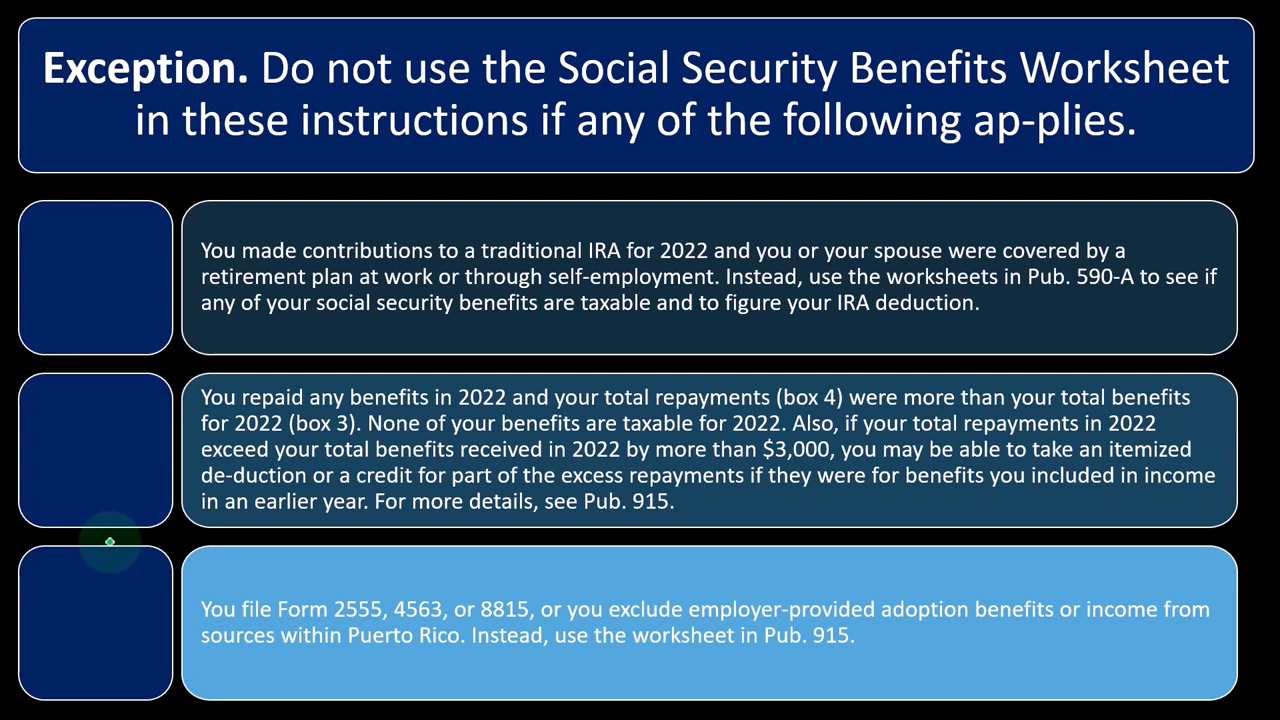 Exception. Do not use the Social Security Benefits Worksheet
in these instructions if any of the following ap-plies.
You made contributions to a traditional IRA for 2022 and you or your spouse were covered by a
retirement plan at work or through self-employment. Instead, use the worksheets in Pub. 590-A to see if
any of your social security benefits are taxable and to figure your IRA deduction.
You repaid any benefits in 2022 and your total repayments (box 4) were more than your total benefits
for 2022 (box 3). None of your benefits are taxable for 2022. Also, if your total repayments in 2022
exceed your total benefits received in 2022 by more than $3,000, you may be able to take an itemized
de-duction or a credit for part of the excess repayments if they were for benefits you included in income
in an earlier year. For more details, see Pub. 915.
You file Form 2555, 4563, or 8815, or you exclude employer-provided adoption benefits or income from
sources within Puerto Rico. Instead, use the worksheet in Pub. 915.